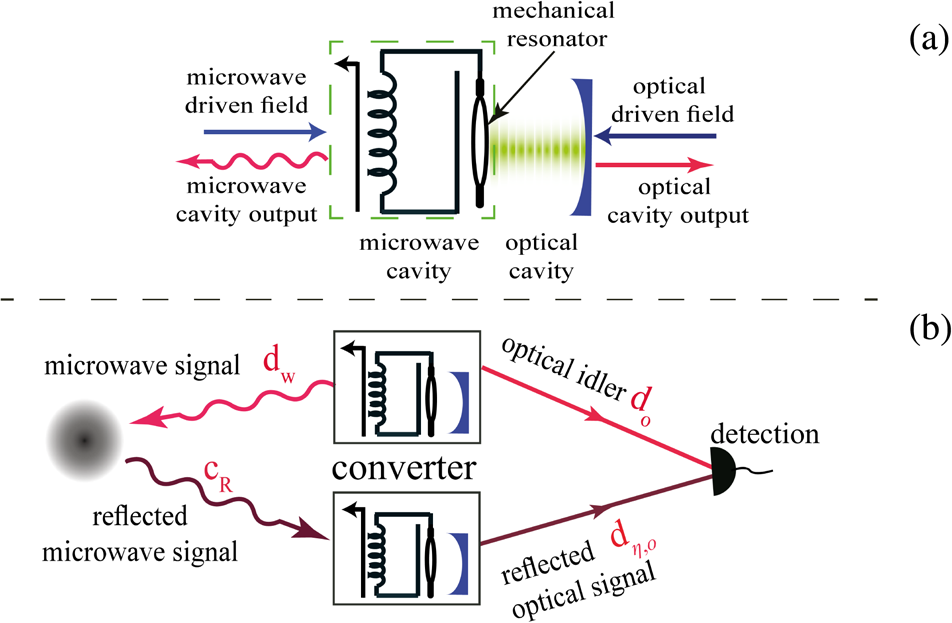 (a)
mechanical
resonator
microwave
driven field
optical
driven field
microwave
cavity output
optical
cavity output
microwave
cavity
optical
cavity
(b)
microwave signal
d_w
optical idler d_o
detection
converter
c_R
reflected
microwave signal
reflected
optical signal
d_η,o